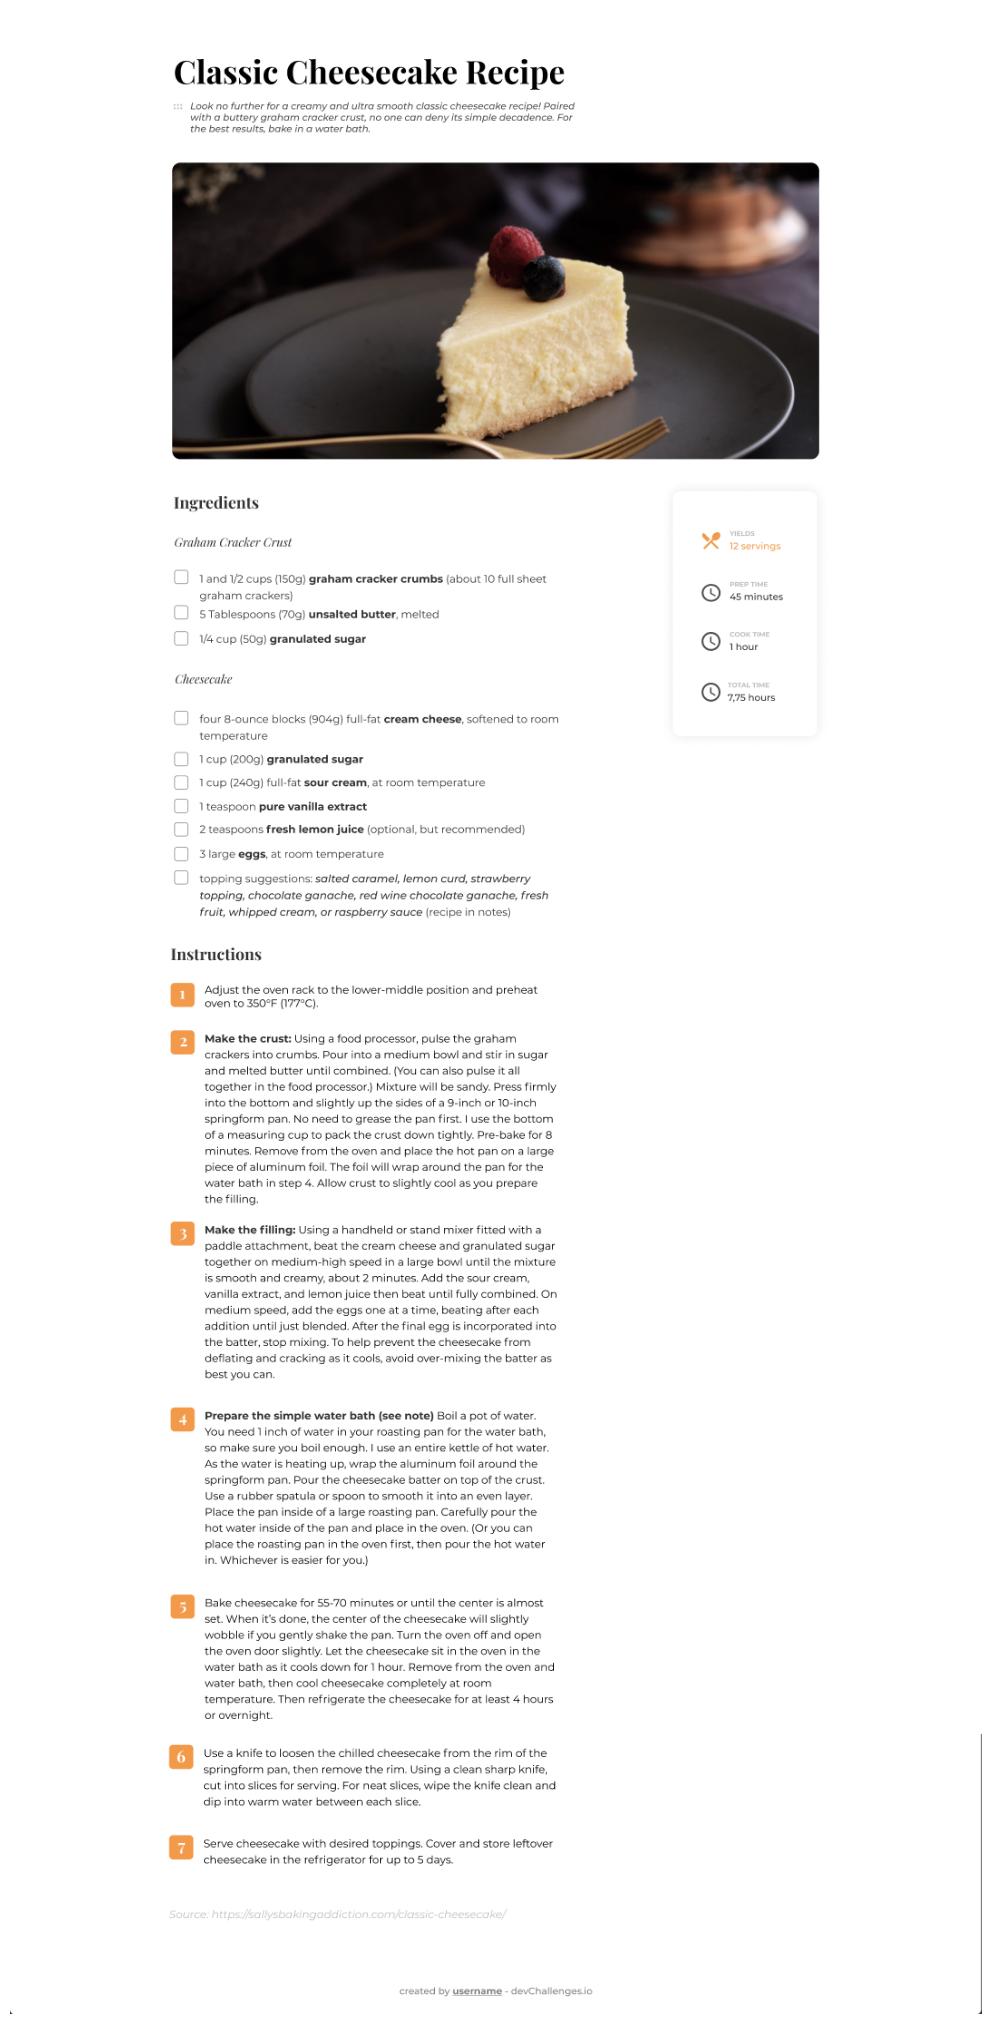 Classic Cheesecake Recipe
Look no further for a creamy and ultra smooth classic cheesecake recipe! Paired
with a buttery graham cracker crust, no one can deny its simple decadence. For
the best results, bake in a water bath.
Ingredients
Graham Cracker Crust
1 and 1/2 cups (150g) graham cracker crumbs (about 10 full sheet
graham crackers)
5 Tablespoons (70g) unsalted butter, melted
1/4 cup (50g) granulated sugar
Cheesecake
four 8-ounce blocks (904g) full-fat cream cheese, softened to room
temperature
1 cup (200g) granulated sugar
1 cup (240g) full-fat sour cream, at room temperature
1 teaspoon pure vanilla extract
2 teaspoons fresh lemon juice (optional, but recommended)
3 large eggs, at room temperature
topping suggestions: salted caramel, lemon curd, strawberry
topping, chocolate ganache, red wine chocolate ganache, fresh
fruit, whipped cream, or raspberry sauce (recipe in notes)
YIELDS
12 servings
PREP TIME
45 minutes
COOK TIME
1 hour
TOTAL TIME
7,75 hours
Instructions
1 Adjust the oven rack to the lower-middle position and preheat
oven to 350°F (177°C).
2 Make the crust: Using a food processor, pulse the graham
crackers into crumbs. Pour into a medium bowl and stir in sugar
and melted butter until combined. (You can also pulse it all
together in the food processor.) Mixture will be sandy. Press firmly
into the bottom and slightly up the sides of a 9-inch or 10-inch
springform pan. No need to grease the pan first. I use the bottom
of a measuring cup to pack the crust down tightly. Pre-bake for 8
minutes. Remove from the oven and place the hot pan on a large
piece of aluminum foil. The foil will wrap around the pan for the
water bath in step 4. Allow crust to slightly cool as you prepare
the filling.
3 Make the filling: Using a handheld or stand mixer fitted with a
paddle attachment, beat the cream cheese and granulated sugar
together on medium-high speed in a large bowl until the mixture
is smooth and creamy, about 2 minutes. Add the sour cream,
vanilla extract, and lemon juice then beat until fully combined. On
medium speed, add the eggs one at a time, beating after each
addition until just blended. After the final egg is incorporated into
the batter, stop mixing. To help prevent the cheesecake from
deflating and cracking as it cools, avoid over-mixing the batter as
best you can.
4 Prepare the simple water bath (see note) Boil a pot of water.
You need 1 inch of water in your roasting pan for the water bath,
so make sure you boil enough. I use an entire kettle of hot water.
As the water is heating up, wrap the aluminum foil around the
springform pan. Pour the cheesecake batter on top of the crust.
Use a rubber spatula or spoon to smooth it into an even layer.
Place the pan inside of a large roasting pan. Carefully pour the
hot water inside of the pan and place in the oven. (Or you can
place the roasting pan in the oven first, then pour the hot water
in. Whichever is easier for you.)
5 Bake cheesecake for 55-70 minutes or until the center is almost
set. When it's done, the center of the cheesecake will slightly
wobble if you gently shake the pan. Turn the oven off and open
the oven door slightly. Let the cheesecake sit in the oven in the
water bath as it cools down for 1 hour. Remove from the oven and
water bath, then cool cheesecake completely at room
temperature. Then refrigerate the cheesecake for at least 4 hours
or overnight.
6 Use a knife to loosen the chilled cheesecake from the rim of the
springform pan, then remove the rim. Using a clean sharp knife,
cut into slices for serving. For neat slices, wipe the knife clean and
dip into warm water between each slice.
7 Serve cheesecake with desired toppings. Cover and store leftover
cheesecake in the refrigerator for up to 5 days.
Source: https://sallysbakingaddiction.com/classic-cheesecake/
created by username - devChallenges.io